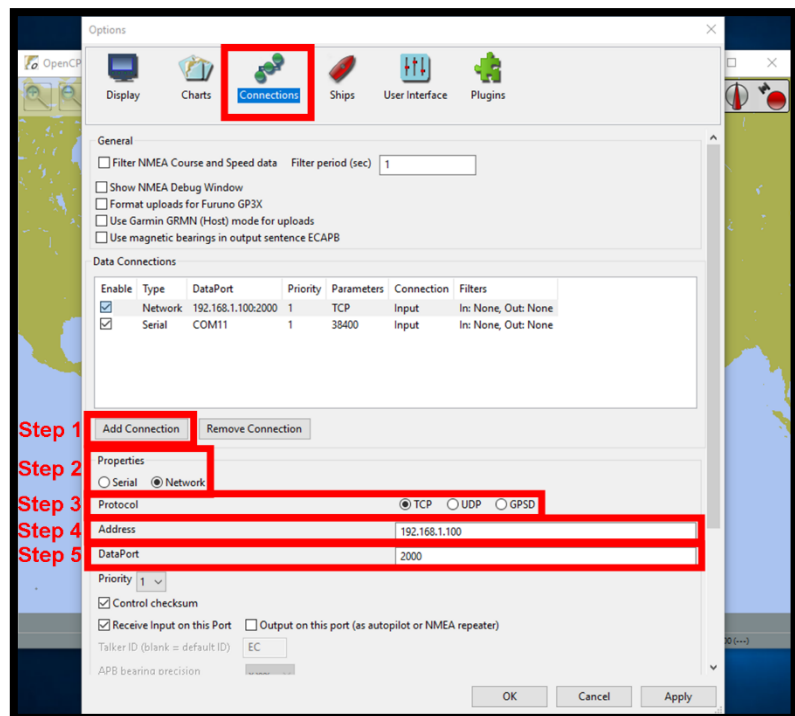 Options
OpenCP
Display Charts Connections Ships User Interface Plugins
General
Filter NMEA Course and Speed data Filter period (sec) 1
Show NMEA Debug Window
Format uploads for Furuno GP3X
Use Garmin GRMN (Host) mode for uploads
Use magnetic bearings in output sentence ECAPB
Data Connections
Enable Type DataPort Priority Parameters Connection Filters
Network 192.168.1.100:2000 1 TCP Input In: None, Out: None
Serial COM11 1 38400 Input In: None, Out: None
Step 1 Add Connection Remove Connection
Properties
Step 2
Serial Network
Step 3 Protocol TCP UDP GPSD
Step 4 Address 192.168.1.100
Step 5 DataPort 2000
Priority 1
Control checksum
Receive Input on this Port Output on this port (as autopilot or NMEA repeater)
Talker ID (blank = default ID) EC
APB bearing precision
OK Cancel Apply